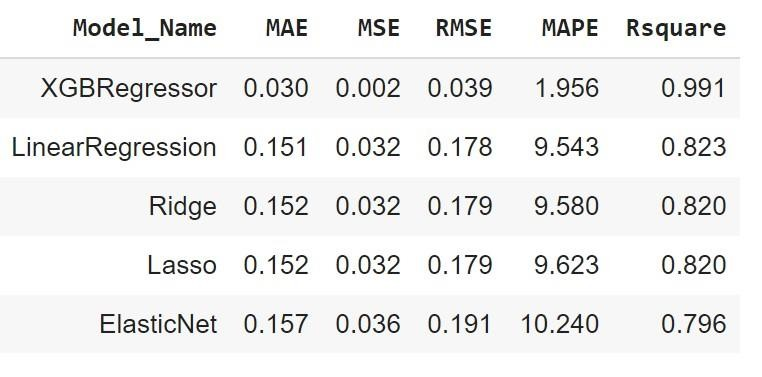 Model_Name MAE MSE RMSE MAPE Rsquare
XGBRegressor 0.030 0.002 0.039 1.956 0.991
LinearRegression 0.151 0.032 0.178 9.543 0.823
Ridge 0.152 0.032 0.179 9.580 0.820
Lasso 0.152 0.032 0.179 9.623 0.820
ElasticNet 0.157 0.036 0.191 10.240 0.796